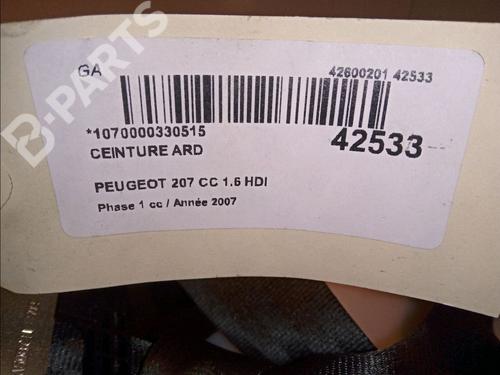 GA
42600201 42533
*1070000330515
42533
CEINTURE ARD
PEUGEOT 207 CC 1.6 HDI
Phase 1 cc / Année 2007
B-PARTS